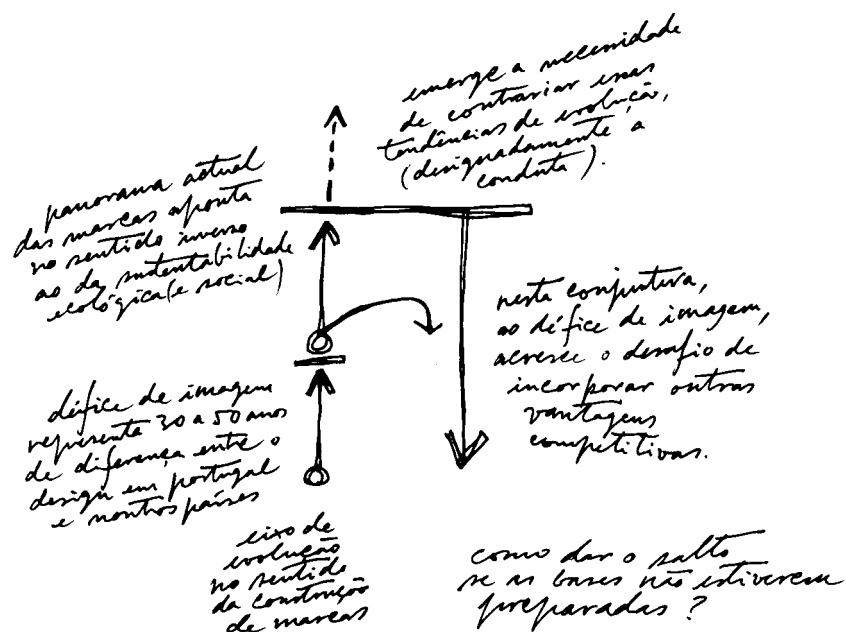 emerge a necessidade
de contrariar essas
tendências de evolução,
(designadamente a
conduta).
panorama actual
das marcas aponta
no sentido inverso
ao da sustentabilidade
ecológica (e social)
nesta conjuntura,
ao défice de imagem,
acresce o desafio de
incorporar outras
vantagens
competitivas.
défice de imagem
representa 30 a 50 anos
de diferença entre o
design em portugal
e noutros países
eixo de
evolução
no sentido
da construção
de marcas
como dar o salto
se as bases não estiverem
preparadas ?